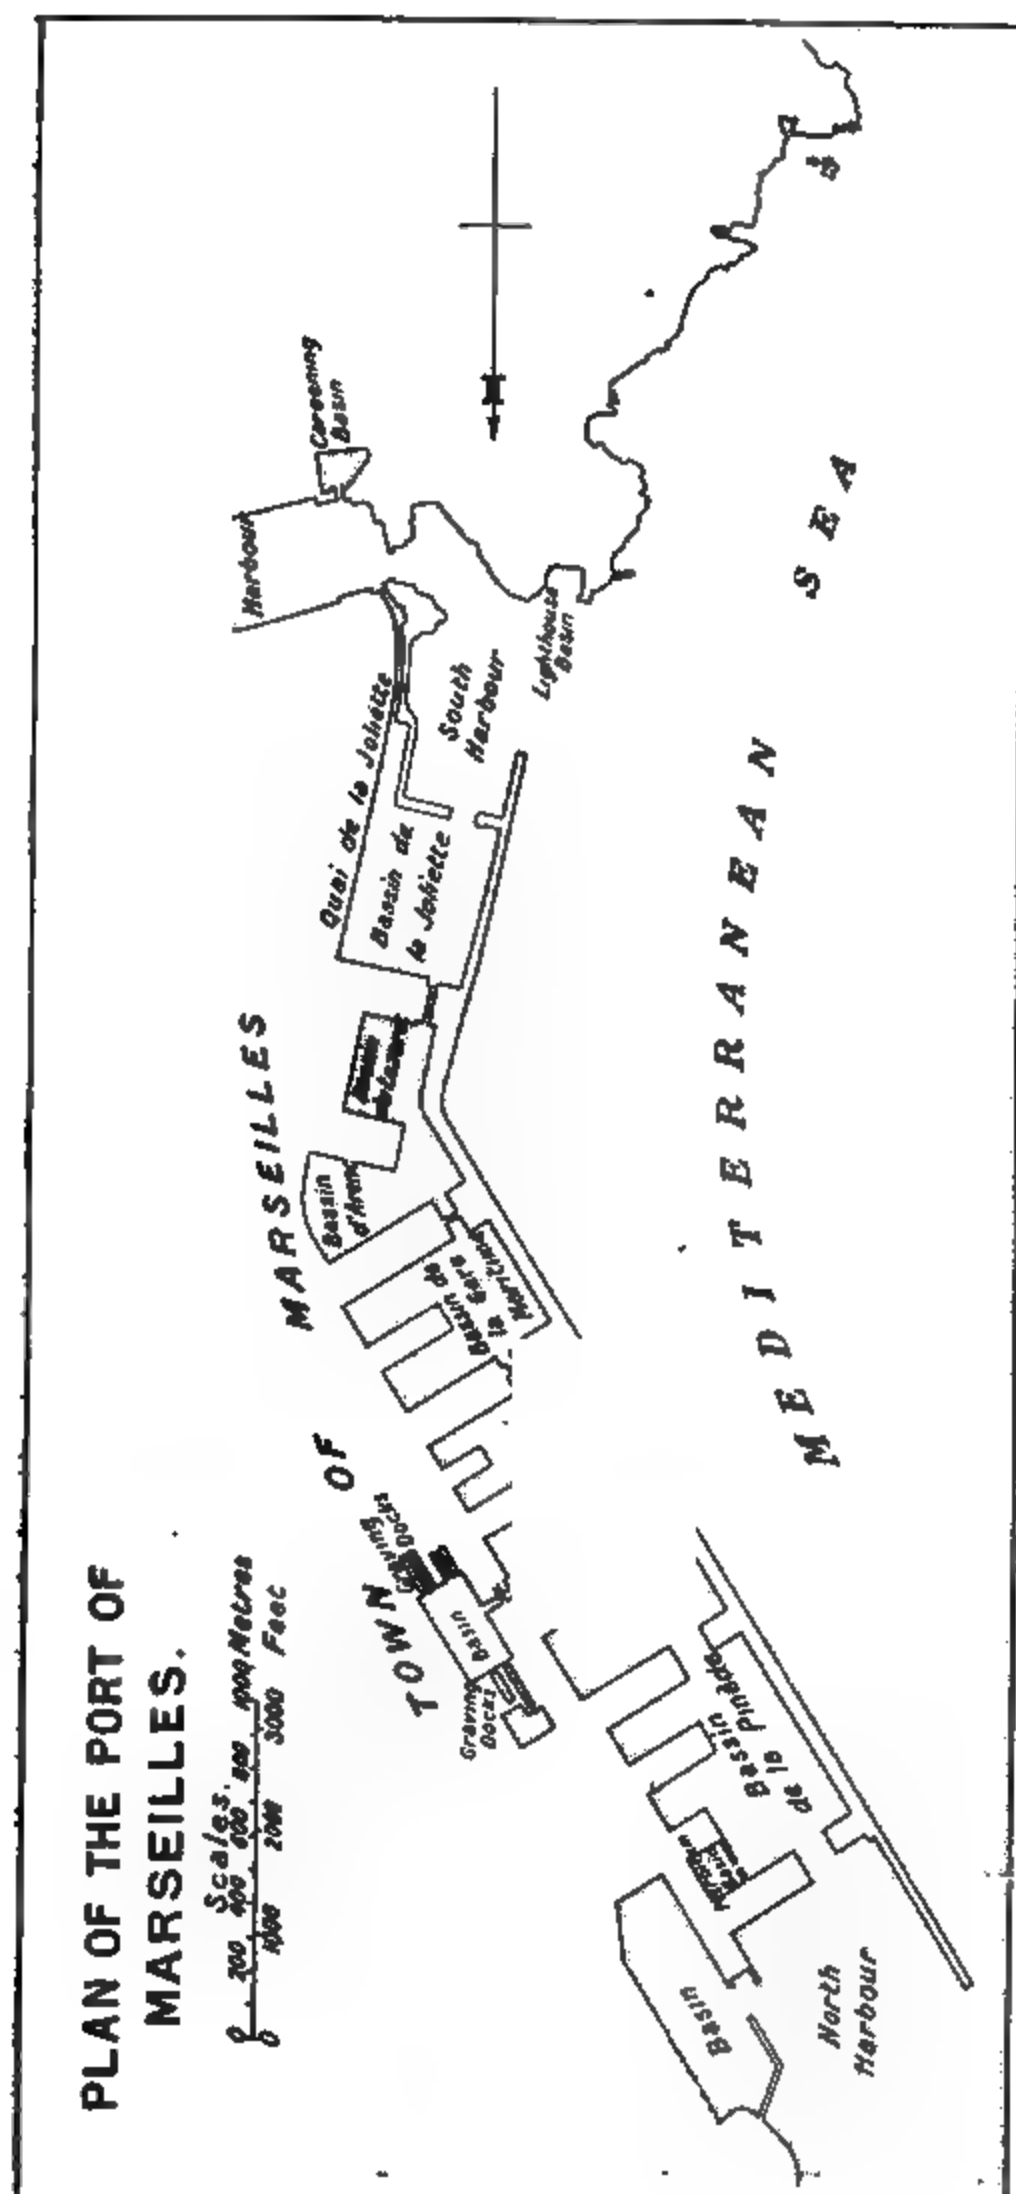 PLAN OF THE PORT OF
MARSEILLES.
Scales.
0 200 400 600 800 1000 Metres
0 1000 2000 3000 Feet
TOWN OF MARSEILLES
MEDITERRANEAN SEA
North
Harbour
Basin
Bassin
de la Pinède
Graving
Docks
Basin
Graving
Docks
Bassin de
la Gare
Maritime
Bassin
d'Arenc
Bassin de
la Joliette
Quai de la Joliette
South
Harbour
Lighthouse
Basin
Harbour
Careening
Basin